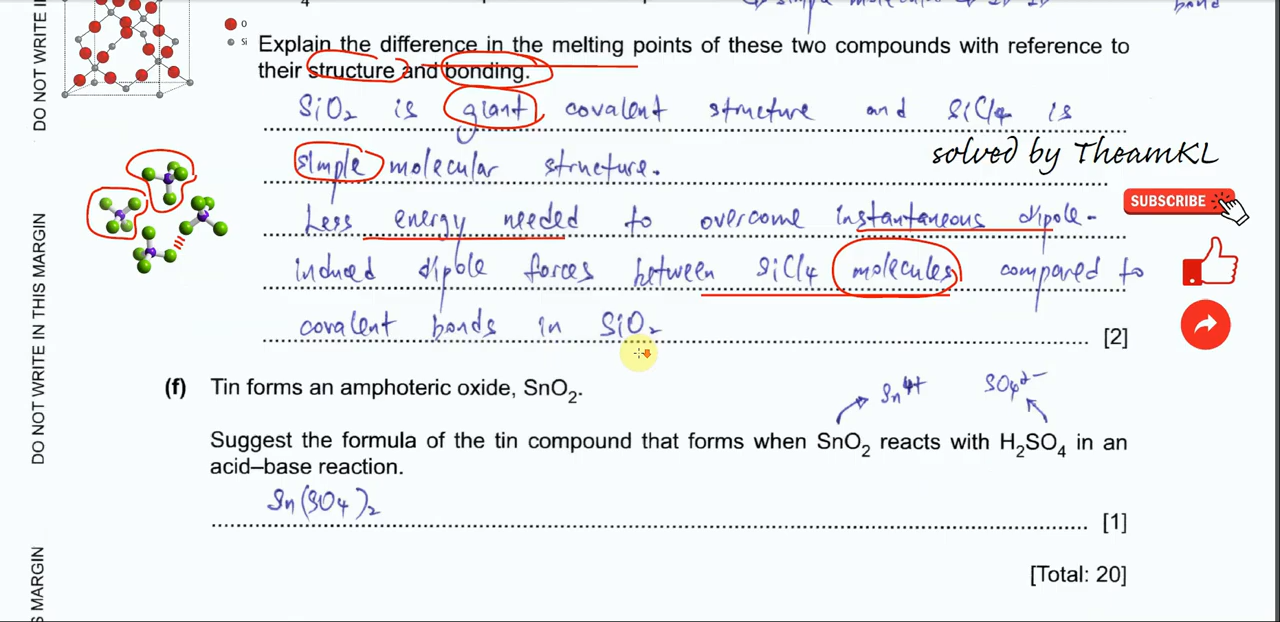 DO NOT WRITE I
O
Si
Explain the difference in the melting points of these two compounds with reference to
their structure and bonding.
SiO2 is giant covalent structure and SiCl4 is
simple molecular structure.
solved by TheamKL
SUBSCRIBE
Less energy needed to overcome instantaneous dipole-
induced dipole forces between SiCl4 molecules compared to
covalent bonds in SiO2
[2]
DO NOT WRITE IN THIS MARGIN
(f) Tin forms an amphoteric oxide, SnO2.
Sn4+ SO42-
Suggest the formula of the tin compound that forms when SnO2 reacts with H2SO4 in an
acid–base reaction.
Sn(SO4)2
[1]
[Total: 20]
S MARGIN